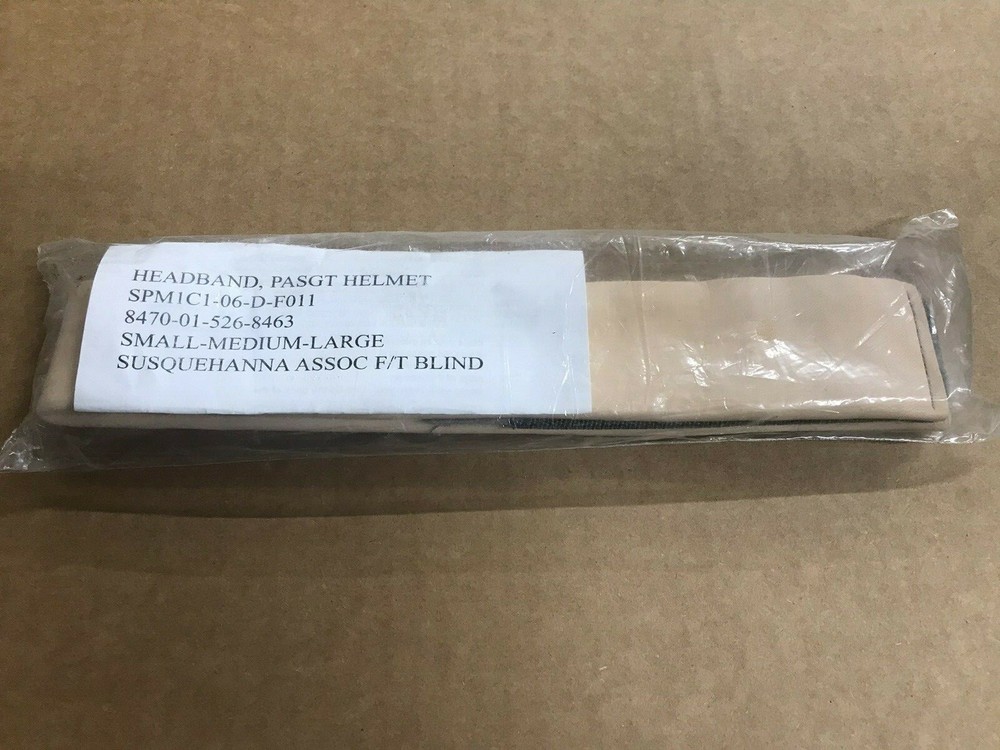 HEADBAND, PASGT HELMET
SPM1C1-06-D-F011
8470-01-526-8463
SMALL-MEDIUM-LARGE
SUSQUEHANNA ASSOC F/T BLIND